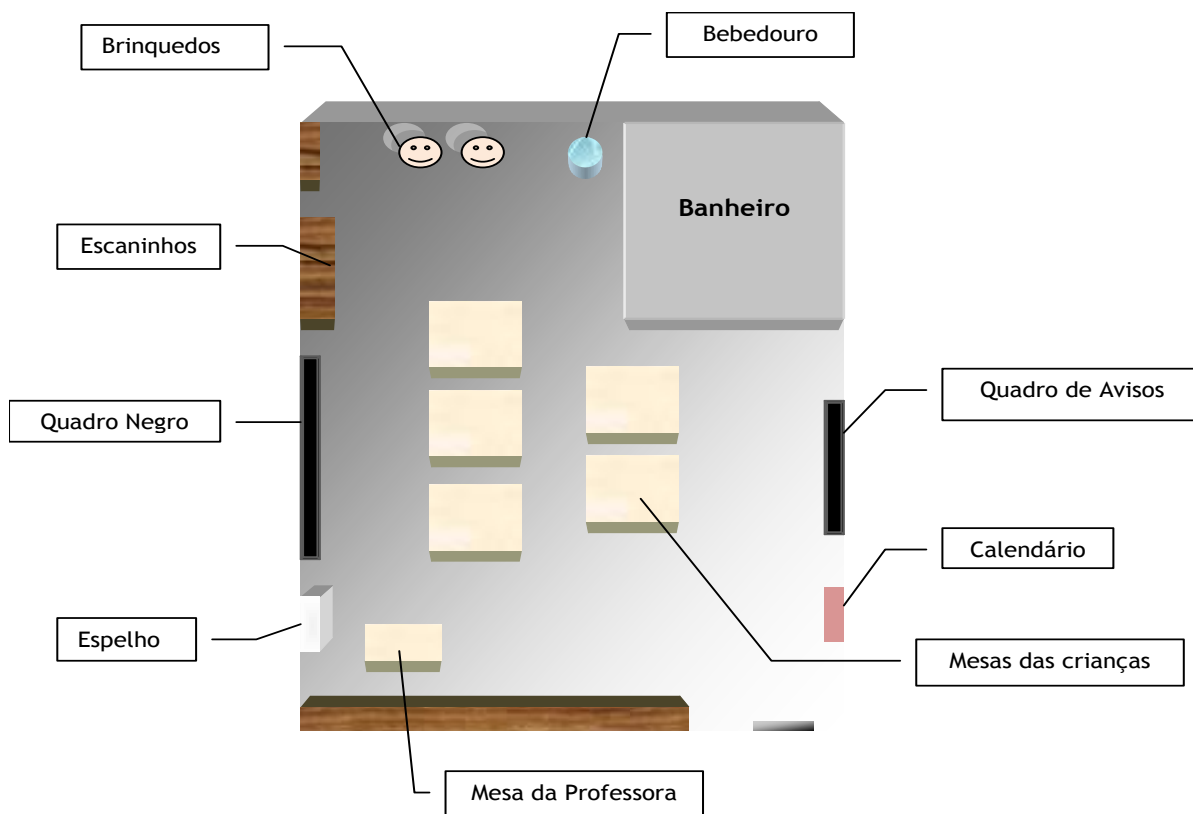 Brinquedos
Bebedouro
Banheiro
Escaninhos
Quadro Negro
Quadro de Avisos
Calendário
Espelho
Mesas das crianças
Mesa da Professora